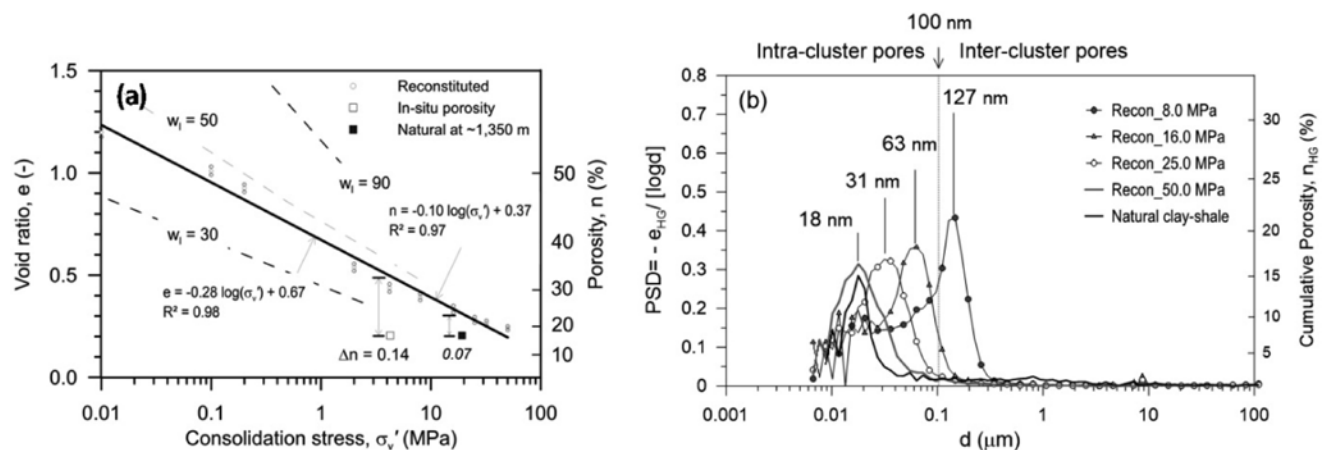 (a)
1.5
1.0
0.5
0.0
Void ratio, e (-)
w_l = 50
w_l = 90
w_l = 30
Reconstituted
In-situ porosity
Natural at ~1,350 m
n = -0.10 log(σ_v') + 0.37
R² = 0.97
e = -0.28 log(σ_v') + 0.67
R² = 0.98
Δn = 0.14
0.07
50
40
30
20
10
Porosity, n (%)
0.01
0.1
1
10
100
Consolidation stress, σ_v' (MPa)
100 nm
Intra-cluster pores
Inter-cluster pores
(b)
127 nm
63 nm
31 nm
18 nm
Recon_8.0 MPa
Recon_16.0 MPa
Recon_25.0 MPa
Recon_50.0 MPa
Natural clay-shale
0.8
0.7
0.6
0.5
0.4
0.3
0.2
0.1
0
PSD= - e_HG/ [logd]
30
25
20
15
10
5
Cumulative Porosity, n_HG (%)
0.001
0.01
0.1
1
10
100
d (μm)